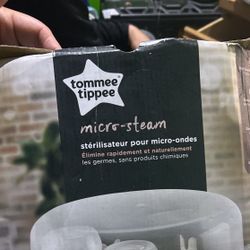 tommee
tippee
micro-steam
stérilisateur pour micro-ondes
Élimine rapidement et naturellement
les germes, sans produits chimiques